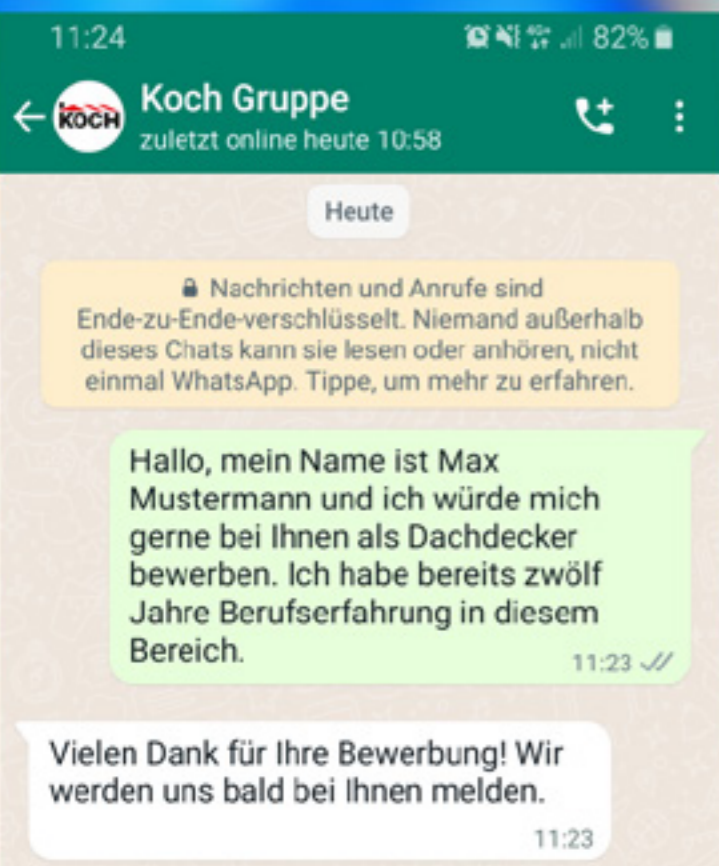 11:24 82%
KOCH
Koch Gruppe
zuletzt online heute 10:58
Heute
Nachrichten und Anrufe sind
Ende-zu-Ende-verschlüsselt. Niemand außerhalb
dieses Chats kann sie lesen oder anhören, nicht
einmal WhatsApp. Tippe, um mehr zu erfahren.
Hallo, mein Name ist Max
Mustermann und ich würde mich
gerne bei Ihnen als Dachdecker
bewerben. Ich habe bereits zwölf
Jahre Berufserfahrung in diesem
Bereich.
11:23
Vielen Dank für Ihre Bewerbung! Wir
werden uns bald bei Ihnen melden.
11:23